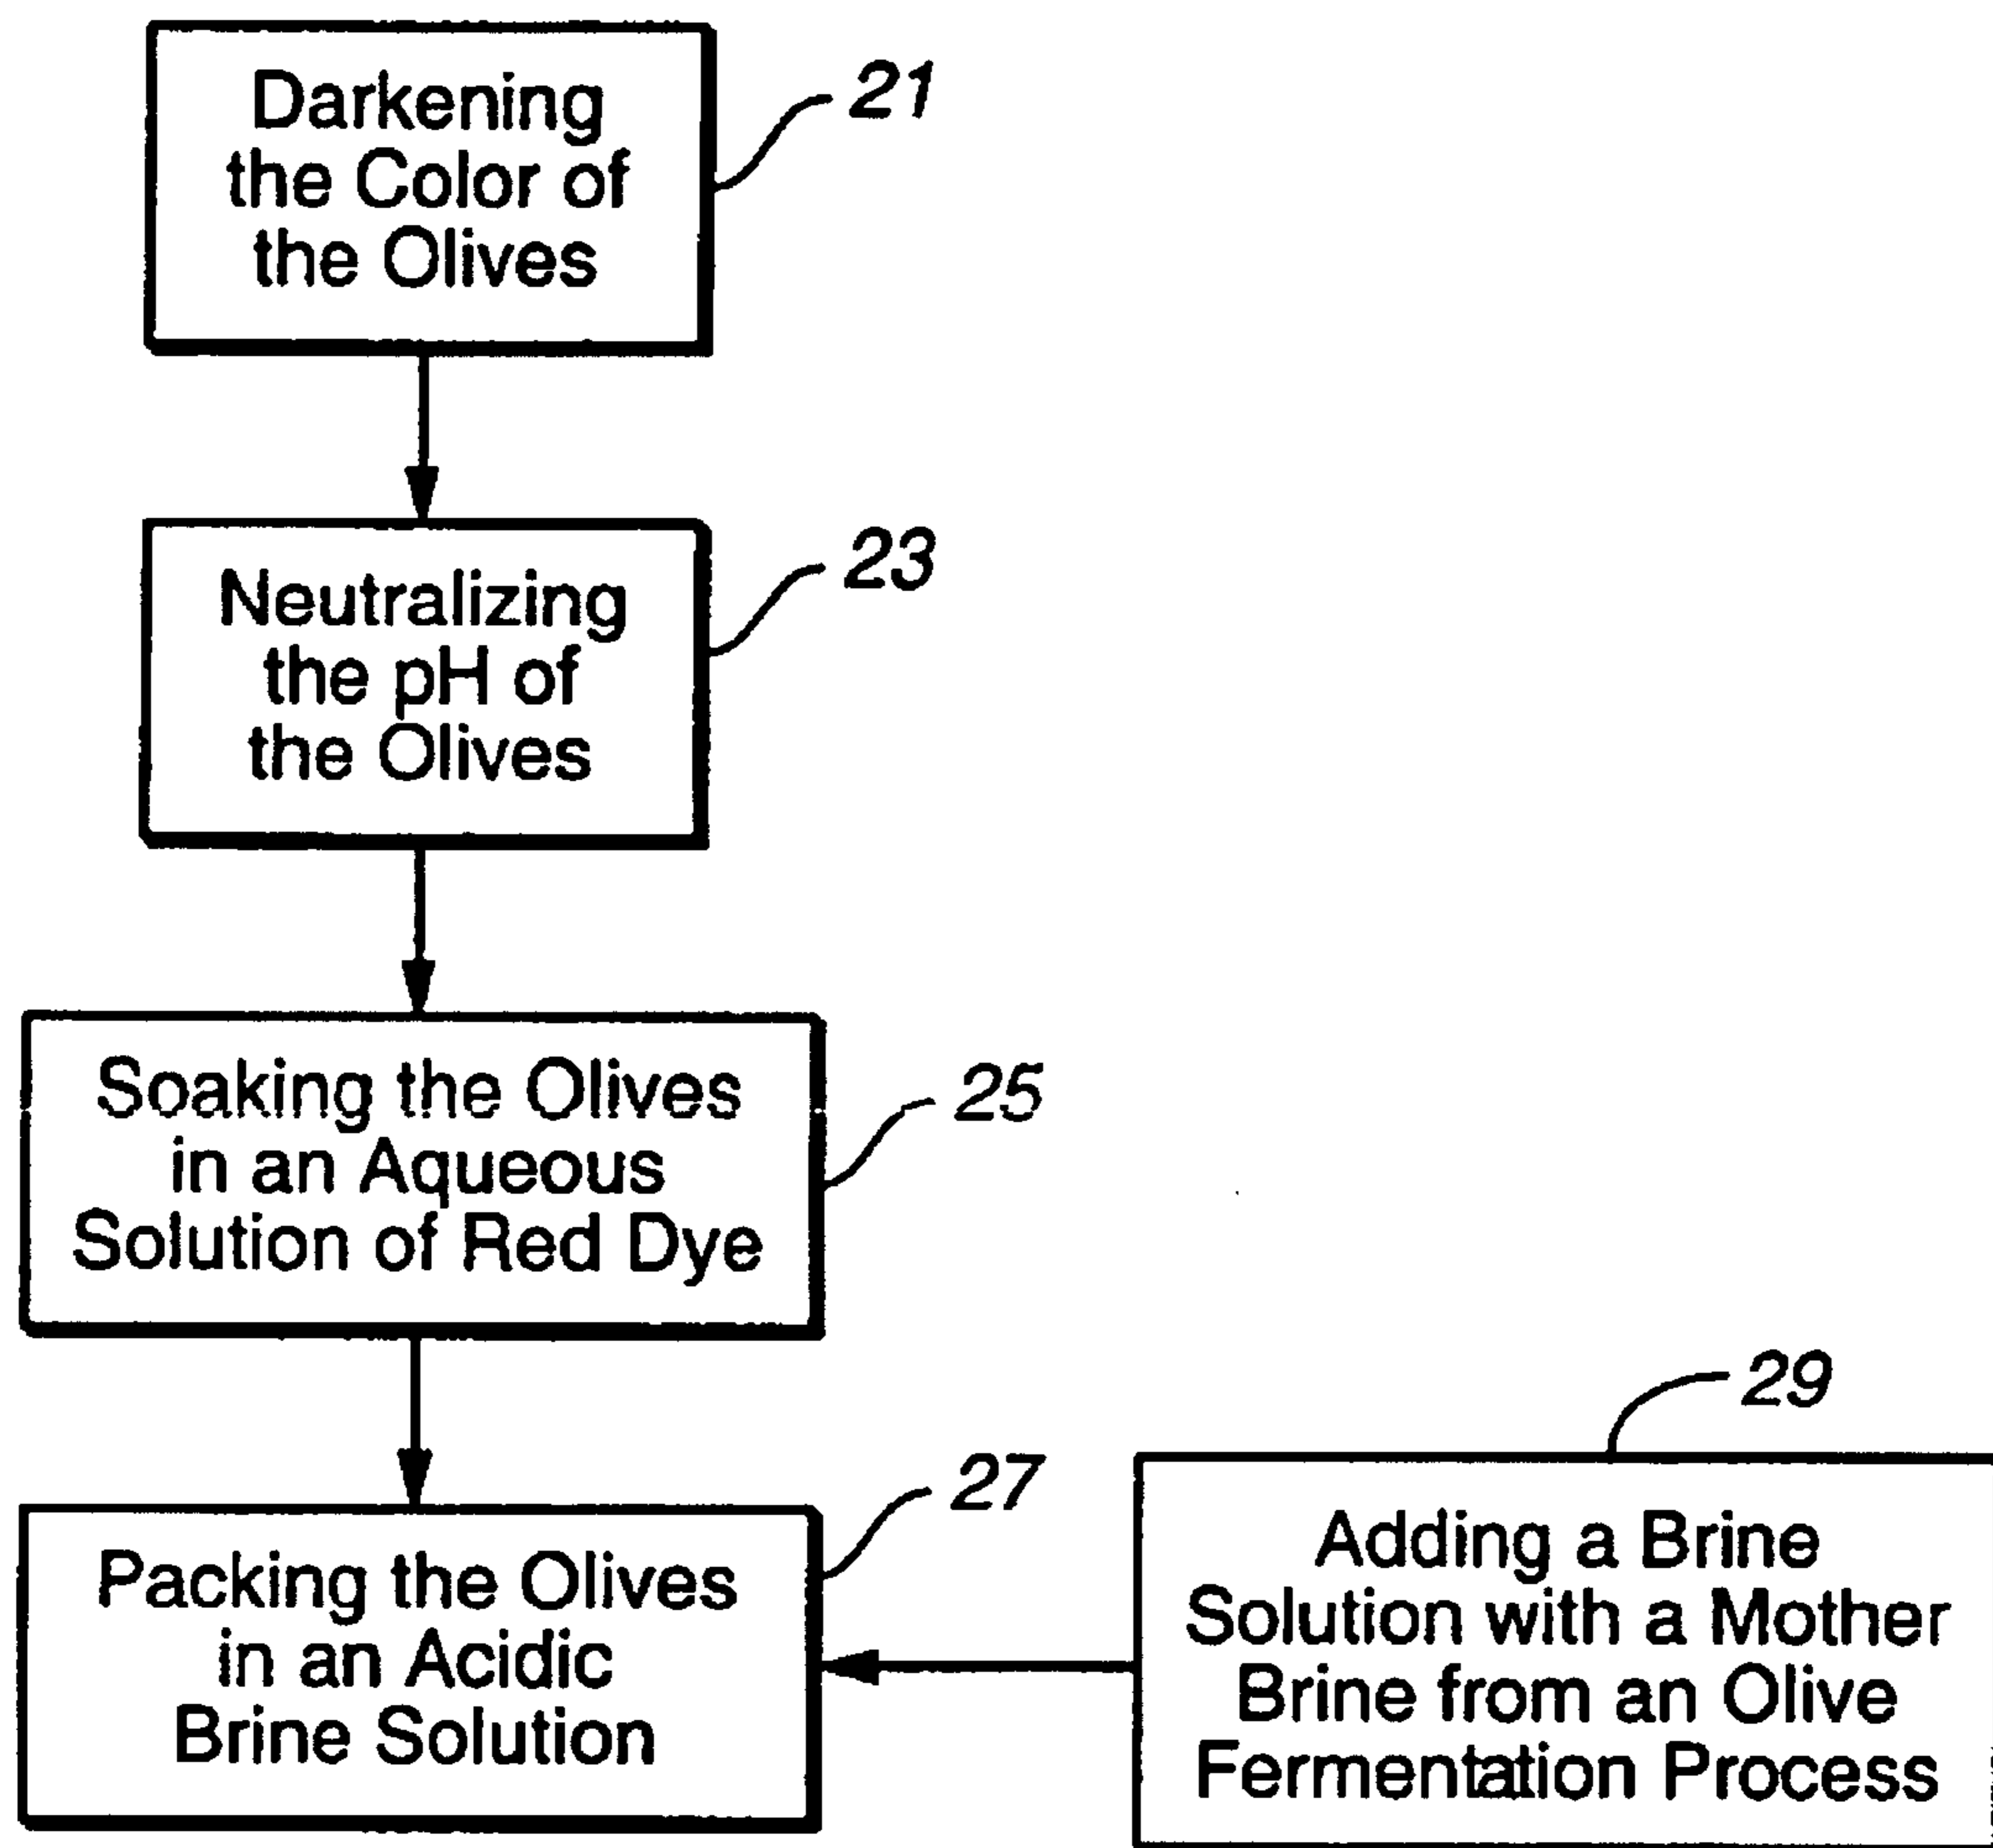 Darkening
the Color of
the Olives
21
Neutralizing
the pH of
the Olives
23
Soaking the Olives
in an Aqueous
Solution of Red Dye
25
Packing the Olives
in an Acidic
Brine Solution
27
29
Adding a Brine
Solution with a Mother
Brine from an Olive
Fermentation Process